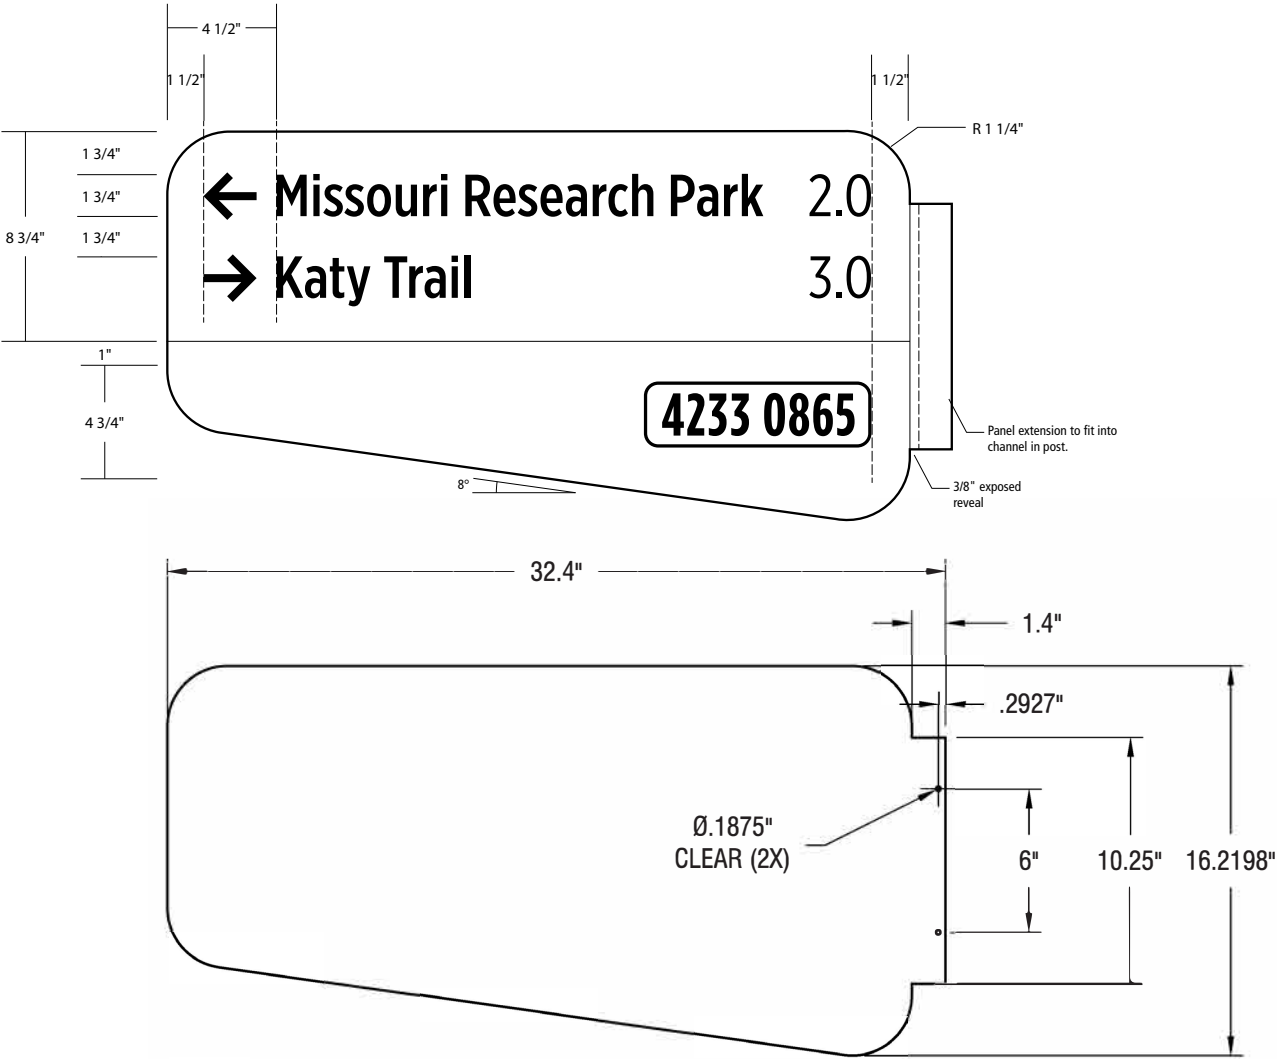 4 1/2"
1 1/2"
1 1/2"
R 1 1/4"
1 3/4"
1 3/4"
1 3/4"
8 3/4"
← Missouri Research Park 2.0
→ Katy Trail 3.0
1"
4 3/4"
4233 0865
8°
Panel extension to fit into
channel in post.
3/8" exposed
reveal
32.4"
1.4"
.2927"
Ø.1875"
CLEAR (2X)
6"
10.25"
16.2198"